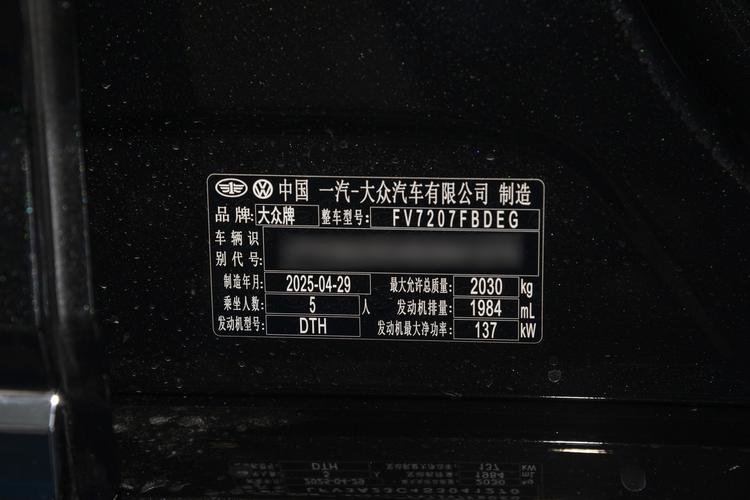 中国 一汽-大众汽车有限公司 制造
品牌: 大众牌 整车型号: FV7207FBDEG
车辆识
别代号:
制造年月: 2025-04-29 最大允许总质量: 2030 kg
乘坐人数: 5 人 发动机排量: 1984 mL
发动机型号: DTH 发动机最大净功率: 137 kW